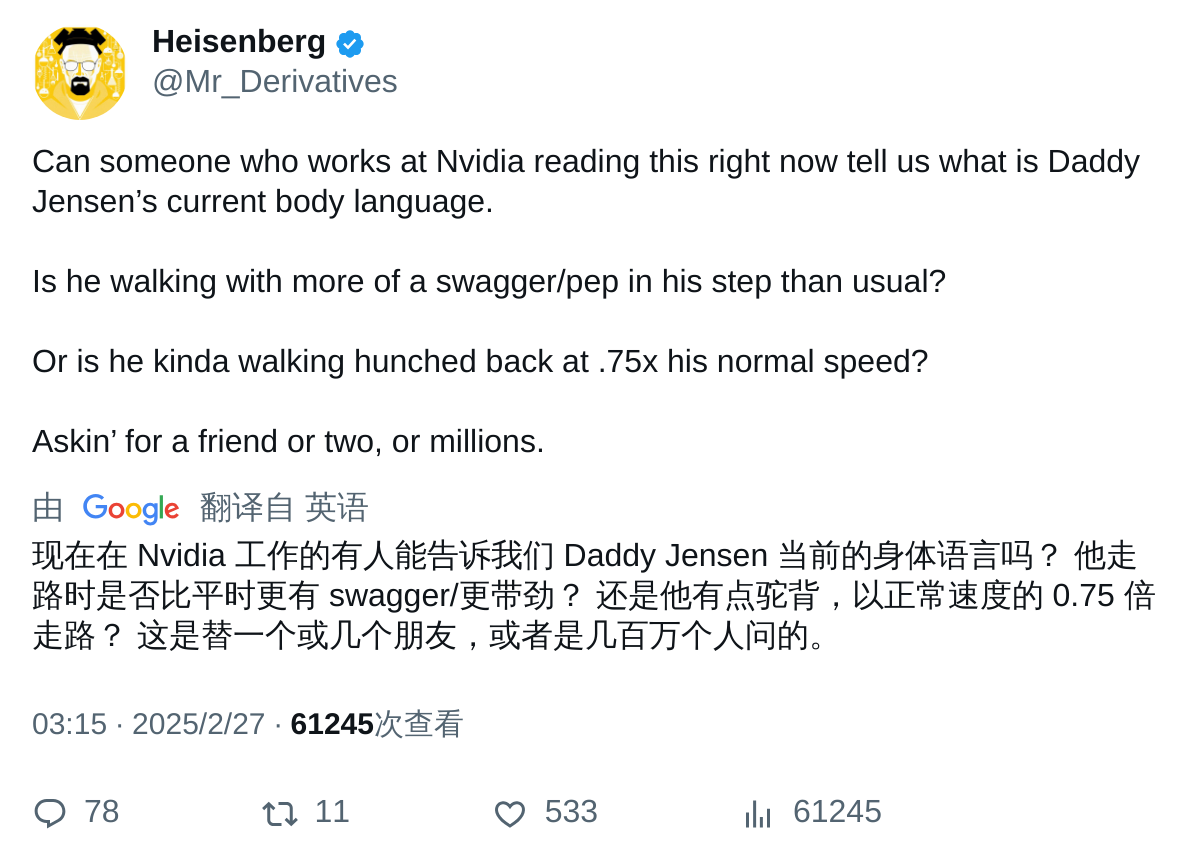 Heisenberg
@Mr_Derivatives
Can someone who works at Nvidia reading this right now tell us what is Daddy
Jensen’s current body language.
Is he walking with more of a swagger/pep in his step than usual?
Or is he kinda walking hunched back at .75x his normal speed?
Askin’ for a friend or two, or millions.
由 Google 翻译自 英语
现在在 Nvidia 工作的有人能告诉我们 Daddy Jensen 当前的身体语言吗？ 他走
路时是否比平时更有 swagger/更带劲？ 还是他有点驼背，以正常速度的 0.75 倍
走路？ 这是替一个或几个朋友，或者是几百万个人问的。
03:15 · 2025/2/27 · 61245次查看
78 11 533 61245